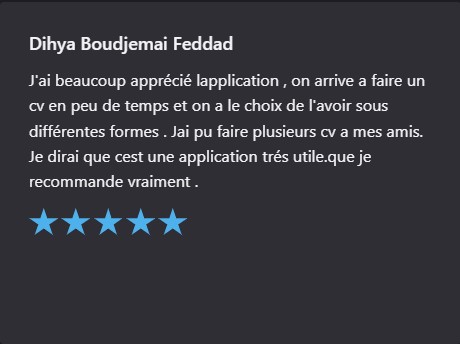 Dihya Boudjemai Feddad
J'ai beaucoup apprécié lapplication , on arrive a faire un
cv en peu de temps et on a le choix de l'avoir sous
différentes formes . Jai pu faire plusieurs cv a mes amis.
Je dirai que cest une application trés utile.que je
recommande vraiment .